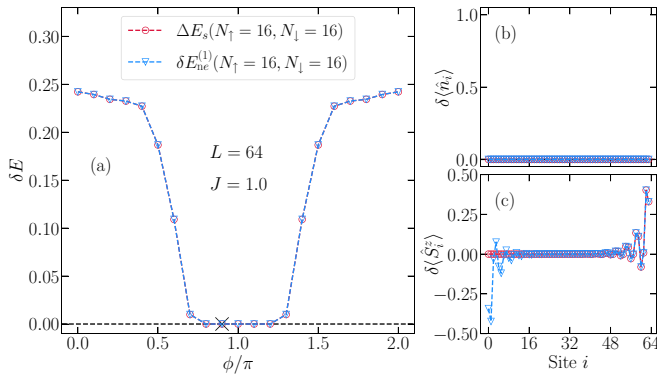 0.30
0.25
0.20
0.15
0.10
0.05
0.00
δE
ΔE_s(N_↑ = 16, N_↓ = 16)
δE_ne^(1)(N_↑ = 16, N_↓ = 16)
(a)
L = 64
J = 1.0
0.0 0.5 1.0 1.5 2.0
ϕ/π
(b)
1.0
0.5
0.0
δ⟨n̂_i⟩
(c)
0.50
0.25
0.00
−0.25
−0.50
δ⟨Ŝ_i^z⟩
0 16 32 48 64
Site i